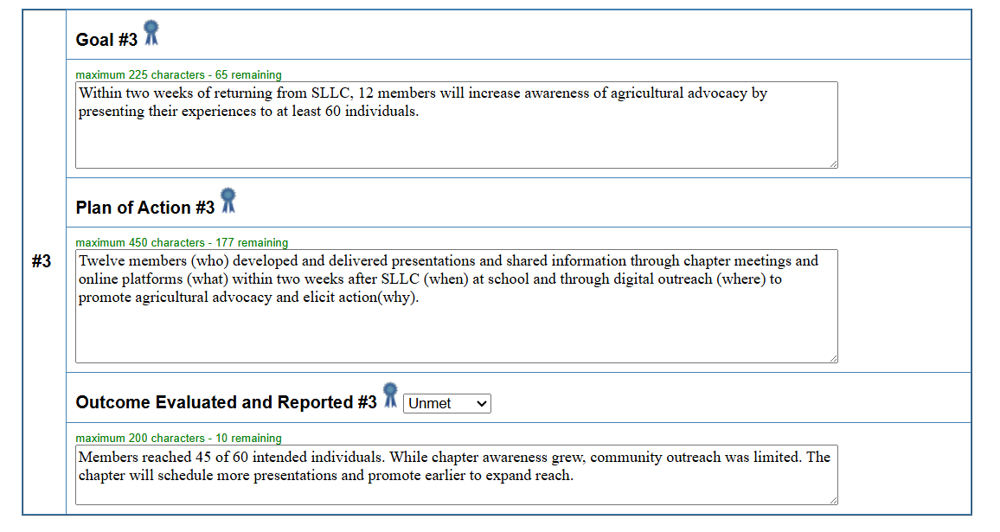 Goal #3
maximum 225 characters - 65 remaining
Within two weeks of returning from SLLC, 12 members will increase awareness of agricultural advocacy by
presenting their experiences to at least 60 individuals.
Plan of Action #3
maximum 450 characters - 177 remaining
#3
Twelve members (who) developed and delivered presentations and shared information through chapter meetings and
online platforms (what) within two weeks after SLLC (when) at school and through digital outreach (where) to
promote agricultural advocacy and elicit action(why).
Outcome Evaluated and Reported #3 Unmet
maximum 200 characters - 10 remaining
Members reached 45 of 60 intended individuals. While chapter awareness grew, community outreach was limited. The
chapter will schedule more presentations and promote earlier to expand reach.